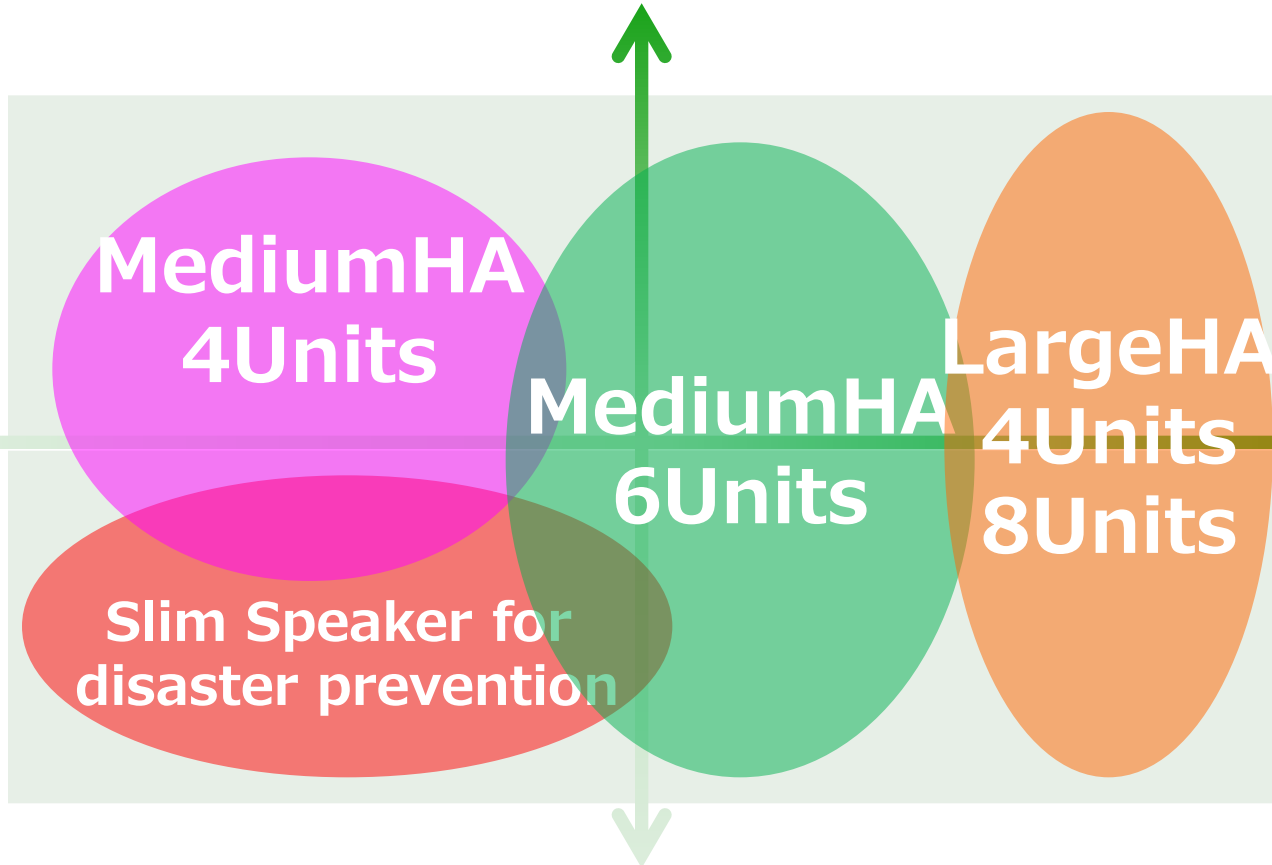 MediumHA
4Units
MediumHA
6Units
LargeHA
4Units
8Units
Slim Speaker for
disaster prevention